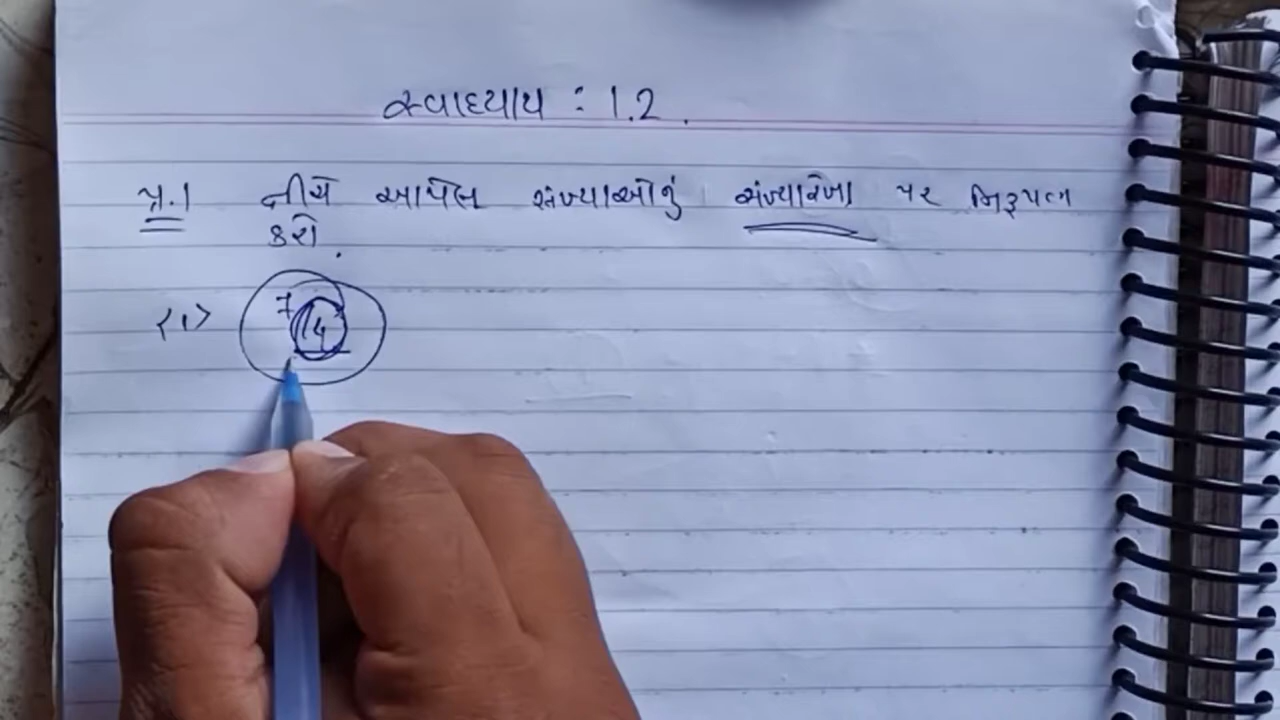 સ્વાધ્યાય : 1.2.
પ્ર.1 નીચે આપેલ સંખ્યાઓનું સંખ્યારેખા પર નિરૂપણ
કરો.
<1> 7/4